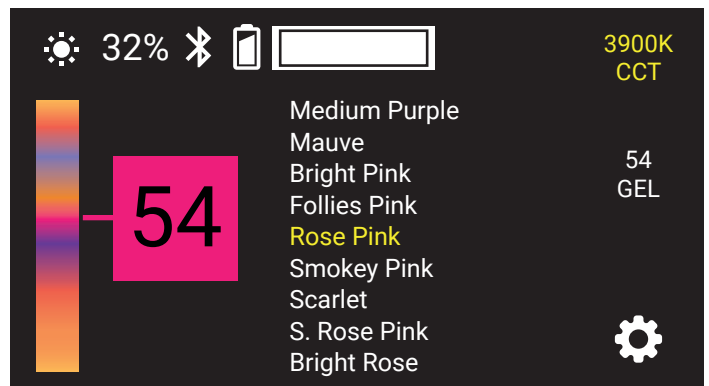 32%
3900K
CCT
54
Medium Purple
Mauve
Bright Pink
Follies Pink
Rose Pink
Smokey Pink
Scarlet
S. Rose Pink
Bright Rose
54
GEL